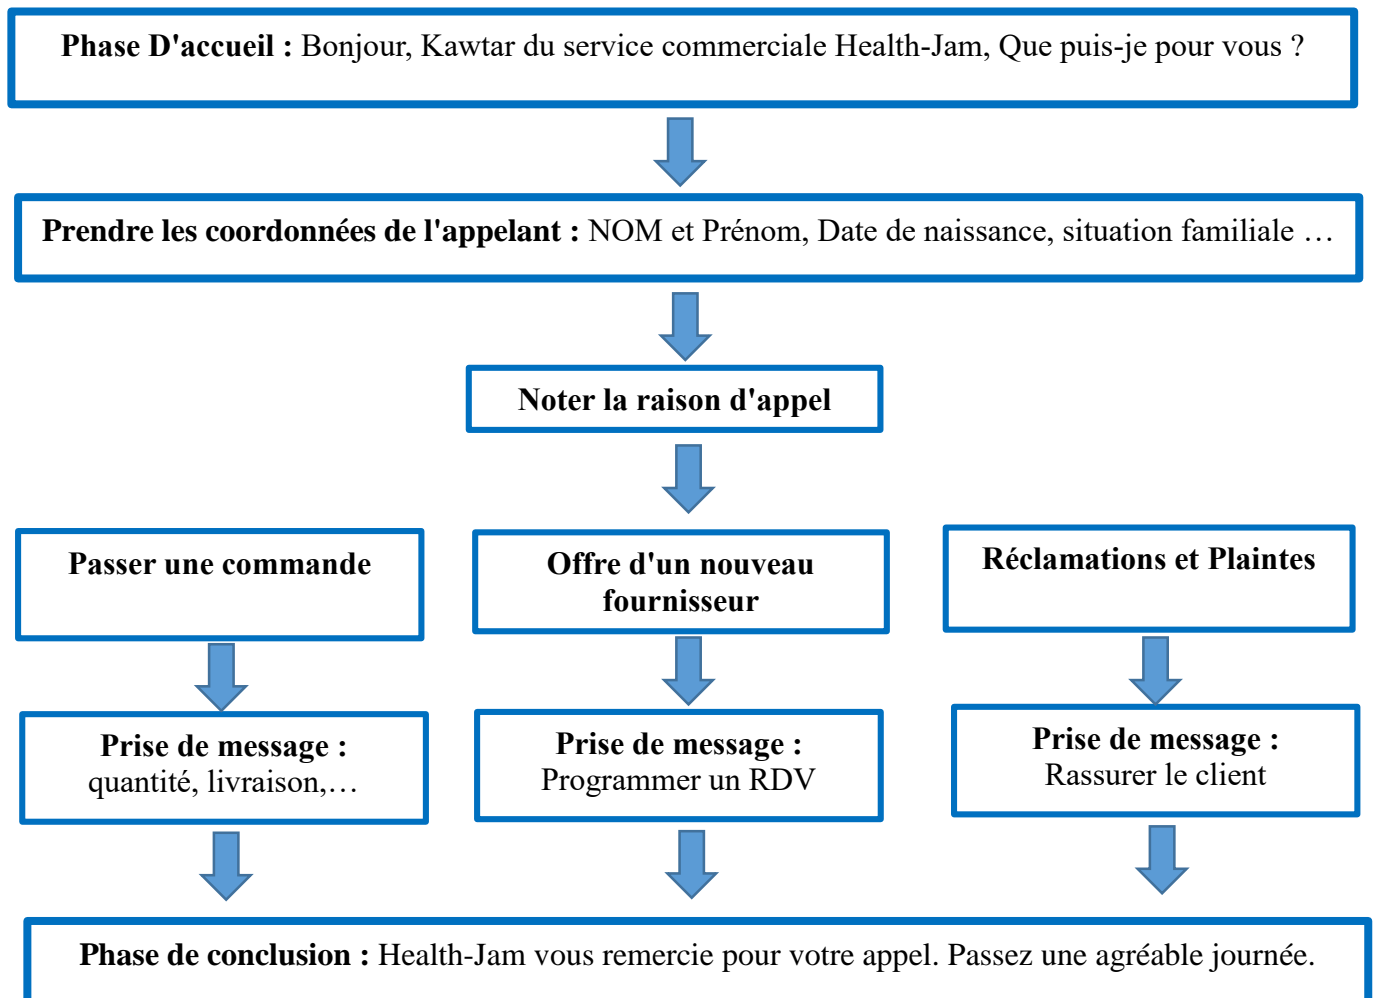 Phase D'accueil : Bonjour, Kawtar du service commerciale Health-Jam, Que puis-je pour vous ?
Prendre les coordonnées de l'appelant : NOM et Prénom, Date de naissance, situation familiale …
Noter la raison d'appel
Passer une commande
Offre d'un nouveau
fournisseur
Réclamations et Plaintes
Prise de message :
quantité, livraison,…
Prise de message :
Programmer un RDV
Prise de message :
Rassurer le client
Phase de conclusion : Health-Jam vous remercie pour votre appel. Passez une agréable journée.